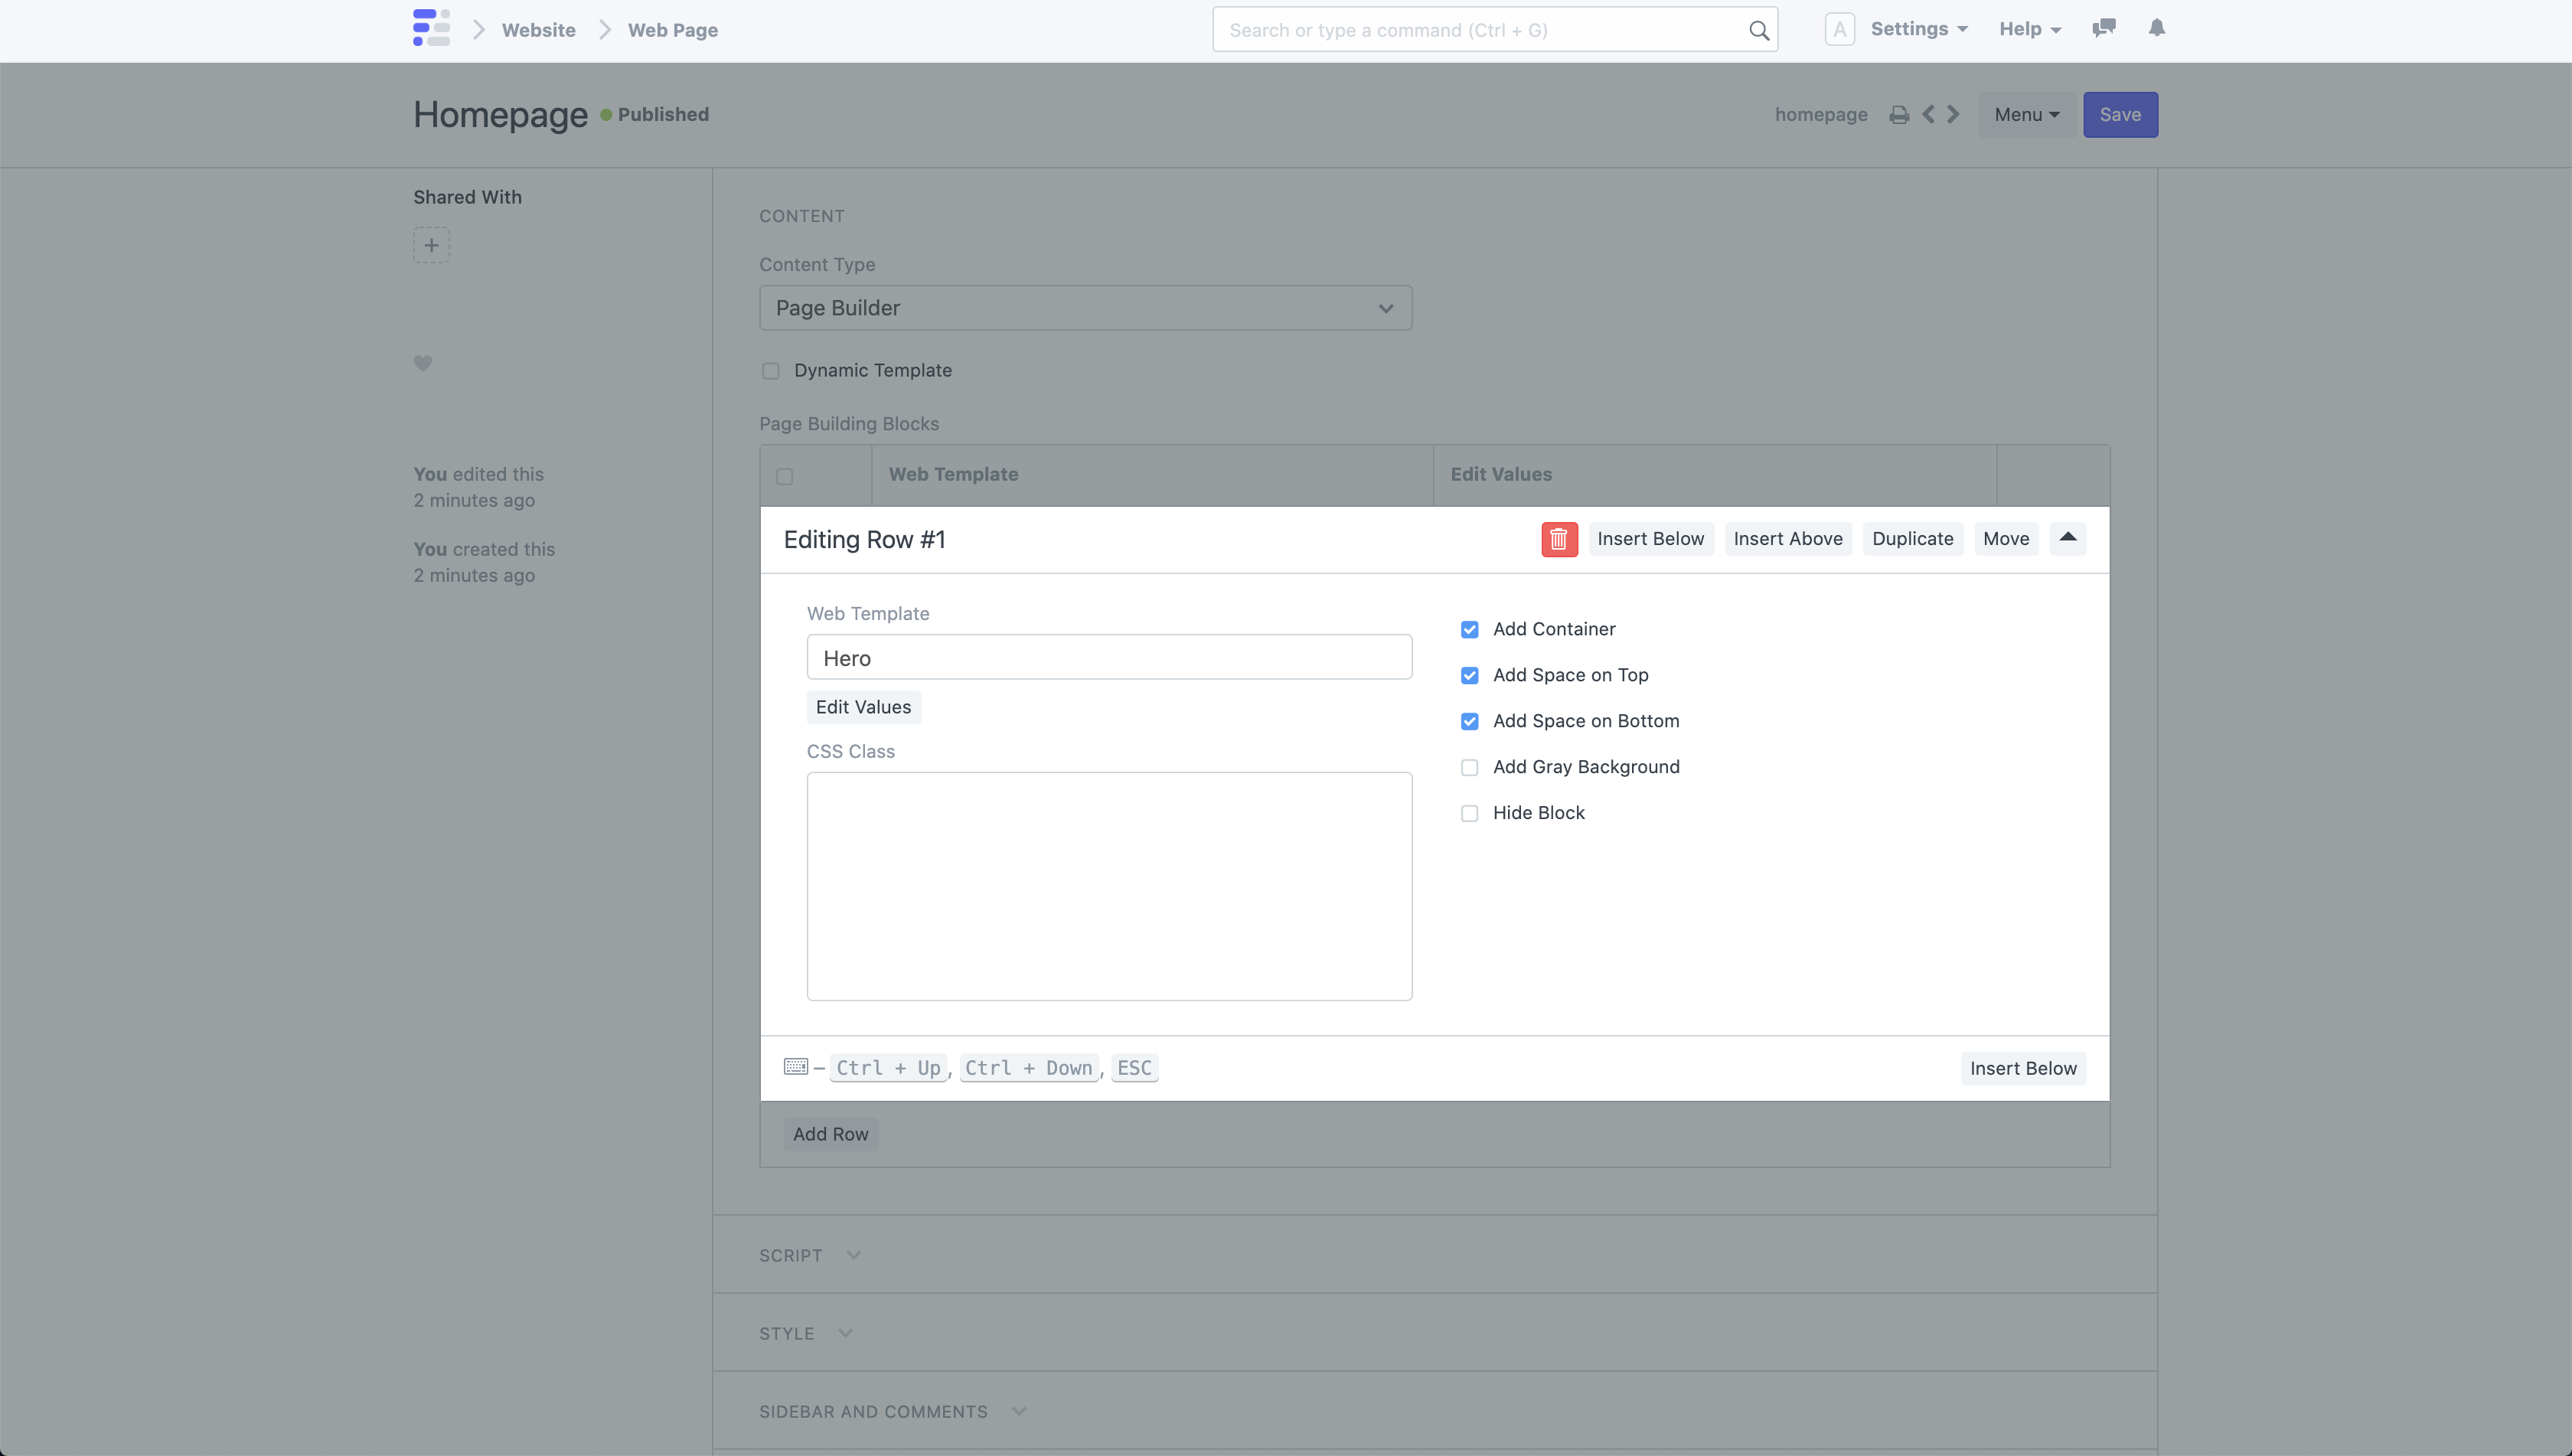 Website
Web Page
Search or type a command (Ctrl + G)
A
Settings
Help
Homepage
Published
homepage
Menu
Save
Shared With
+
You edited this
2 minutes ago
You created this
2 minutes ago
CONTENT
Content Type
Page Builder
Dynamic Template
Page Building Blocks
Web Template
Edit Values
Editing Row #1
Insert Below
Insert Above
Duplicate
Move
Web Template
Hero
Edit Values
CSS Class
Add Container
Add Space on Top
Add Space on Bottom
Add Gray Background
Hide Block
– Ctrl + Up, Ctrl + Down, ESC
Insert Below
Add Row
SCRIPT
STYLE
SIDEBAR AND COMMENTS